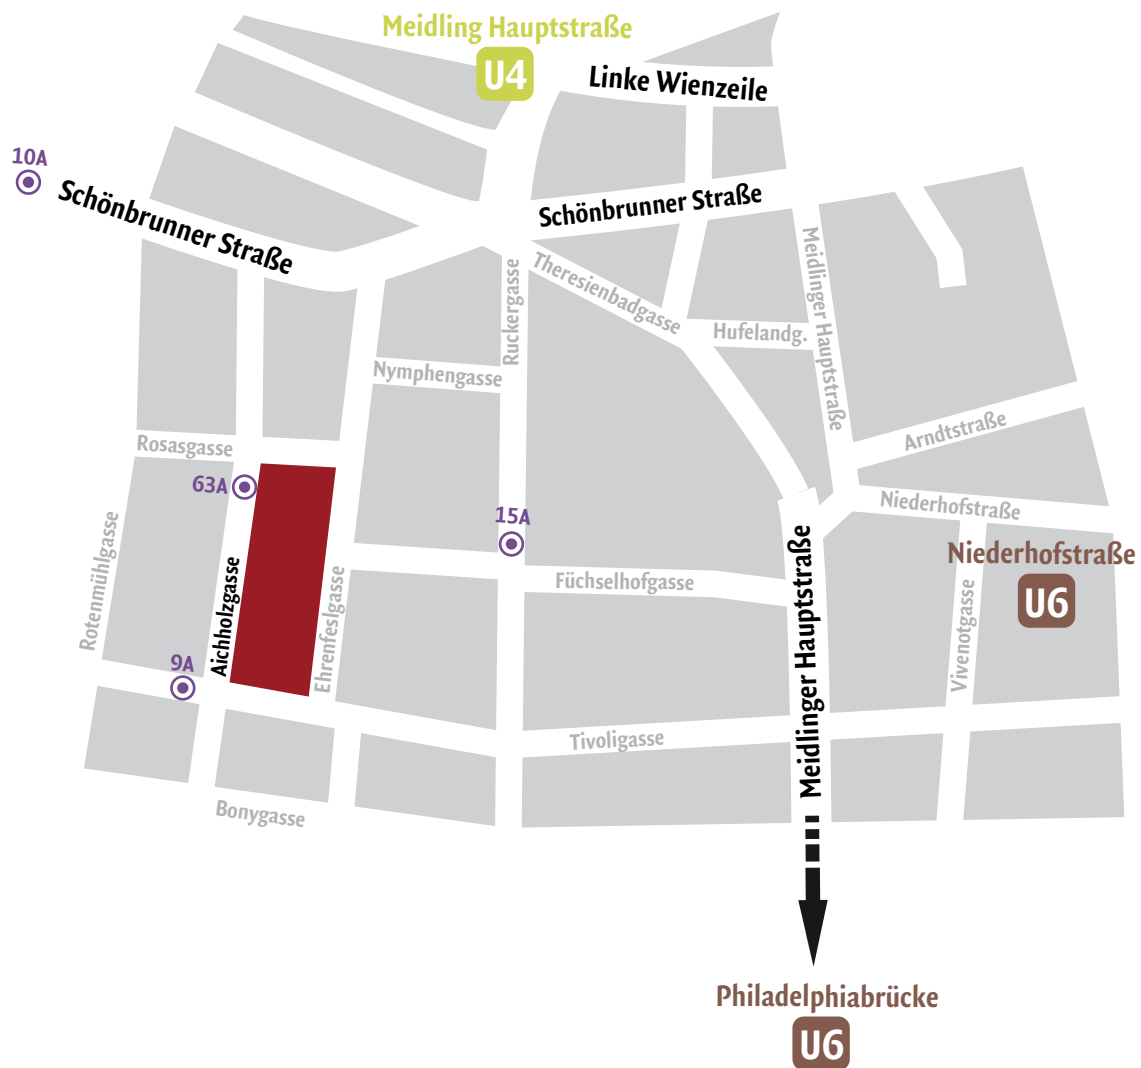 Meidling Hauptstraße
U4
Linke Wienzeile
10A
Schönbrunner Straße
Schönbrunner Straße
Meidlinger Hauptstraße
Ruckergasse
Theresienbadgasse
Hufelandg.
Nymphengasse
Rosasgasse
Arndtstraße
63A
15A
Niederhofstraße
Niederhofstraße
U6
Rotenmühlgasse
Aichholzgasse
Ehrenfeslgasse
Füchselhofgasse
Meidlinger Hauptstraße
Vivenotgasse
9A
Tivoligasse
Bonygasse
Philadelphiabrücke
U6